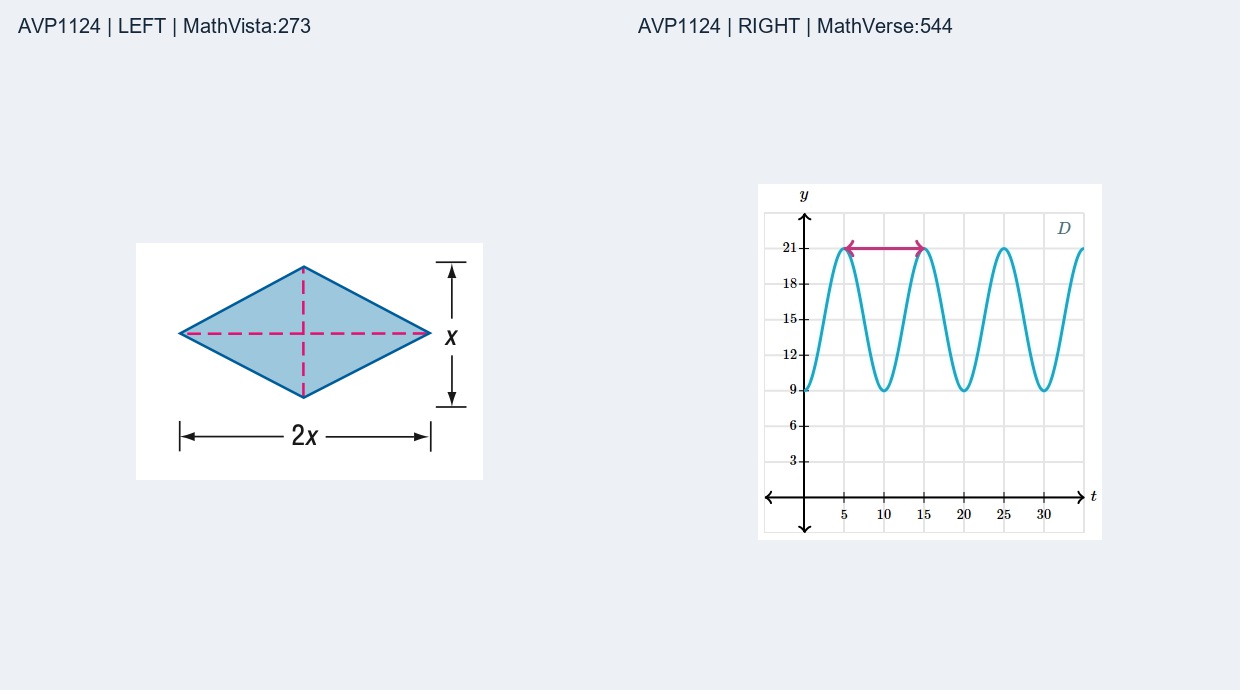 AVP1124 | LEFT | MathVista:273
AVP1124 | RIGHT | MathVerse:544
x
2x
y
D
21
18
15
12
9
6
3
t
5 10 15 20 25 30